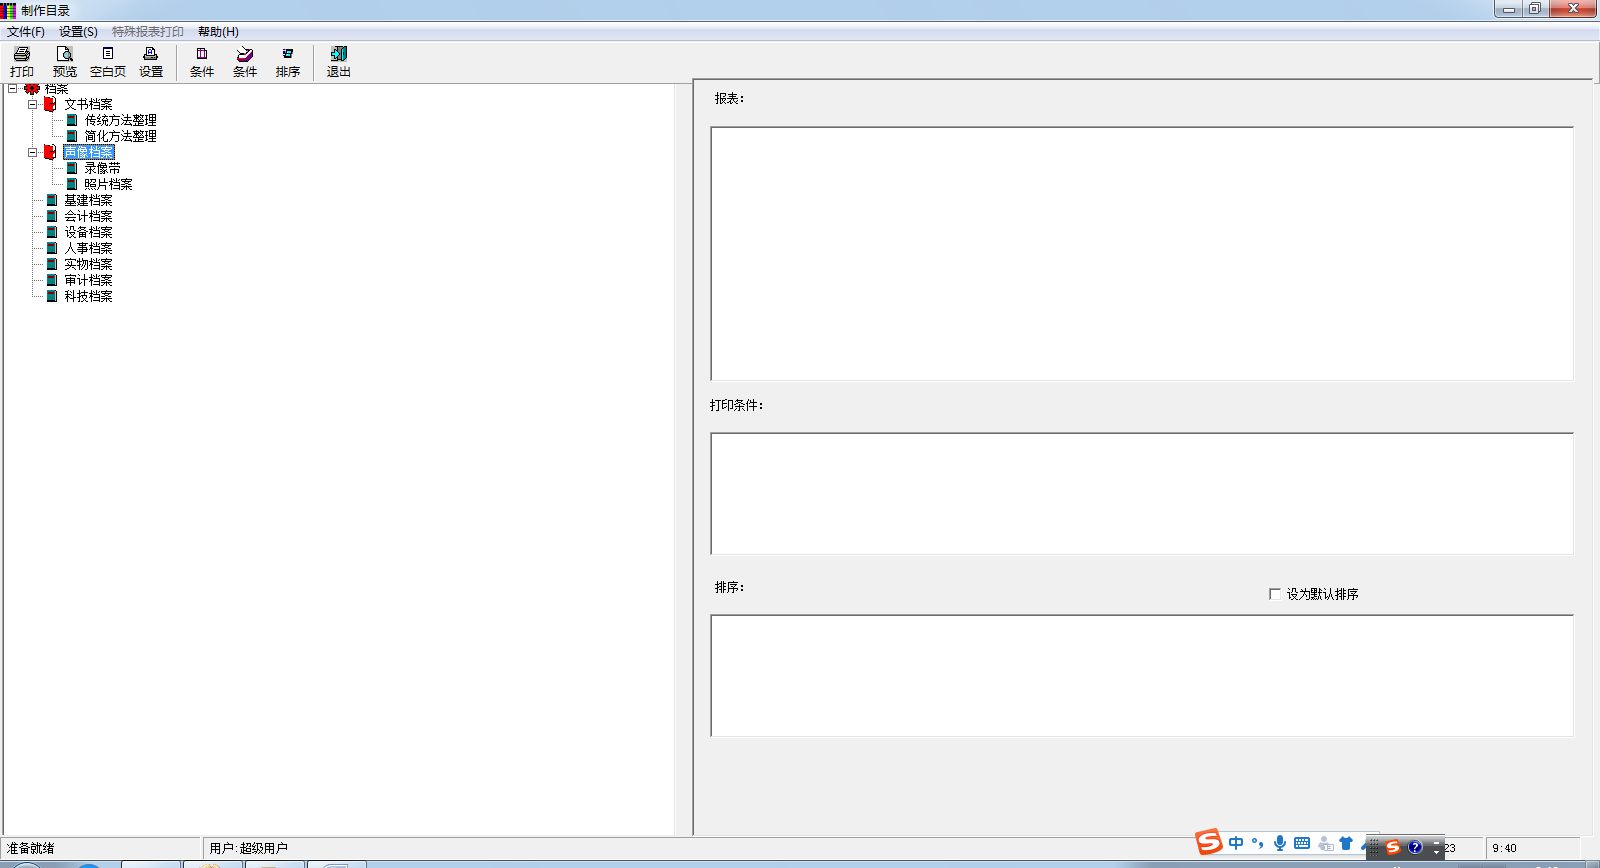 制作目录
文件(F) 设置(S) 特殊报表打印 帮助(H)
打印 预览 空白页 设置 条件 条件 排序 退出
档案
文书档案
传统方法整理
简化方法整理
声像档案
录像带
照片档案
基建档案
会计档案
设备档案
人事档案
实物档案
审计档案
科技档案
报表:
打印条件:
排序:
设为默认排序
准备就绪
用户:超级用户
中
23
9:40